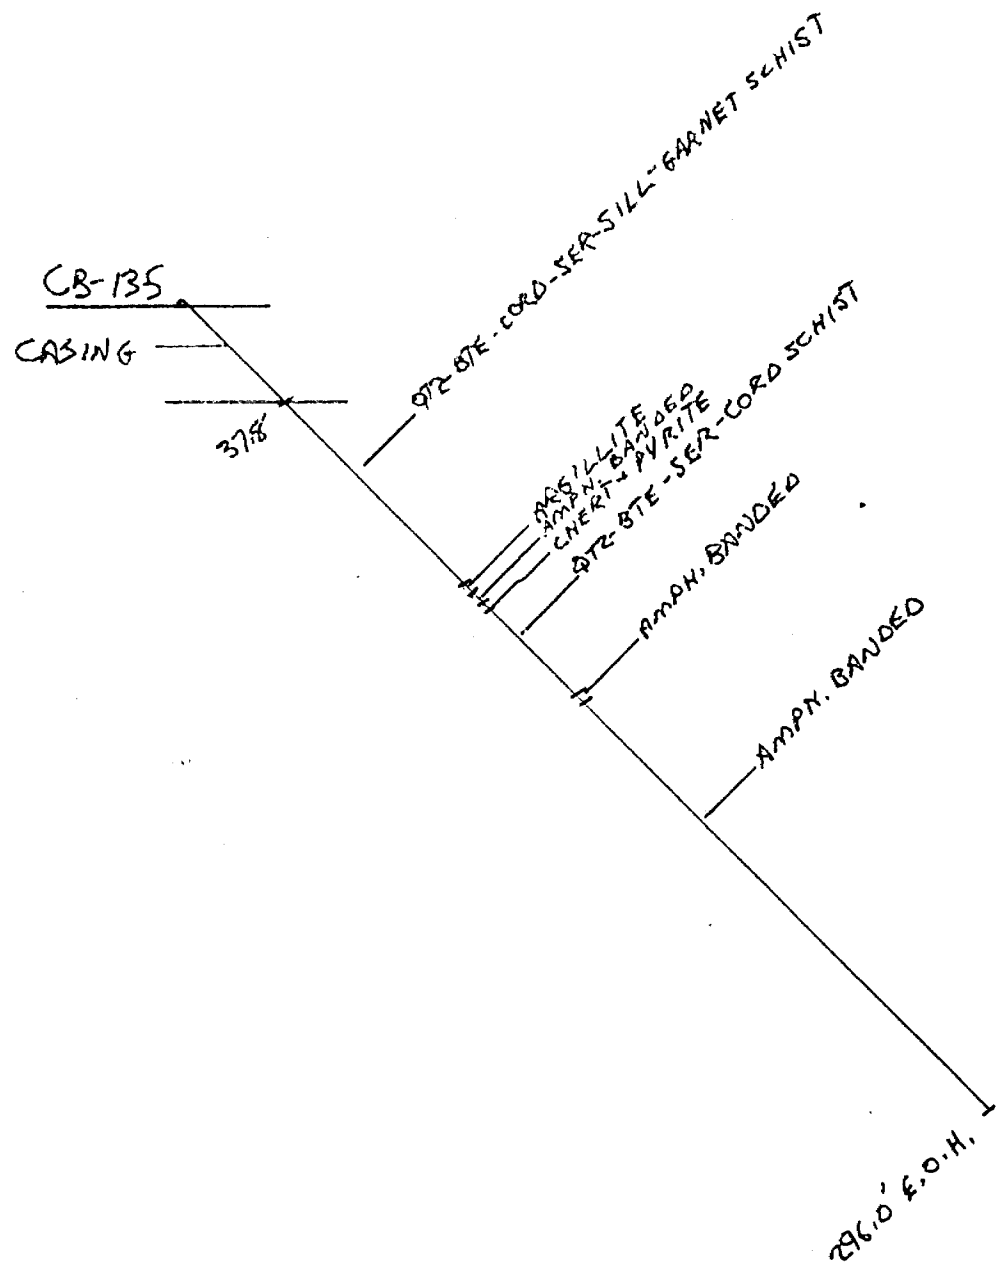 CB-135
CASING
37.8'
QTZ-BTE-CORD-SER-SILL-GARNET SCHIST
ARGILLITE
AMPH. BANDED
CHERT + PYRITE
QTZ-BTE-SER-CORD SCHIST
AMPH. BANDED
AMPH. BANDED
296.0' E.O.H.